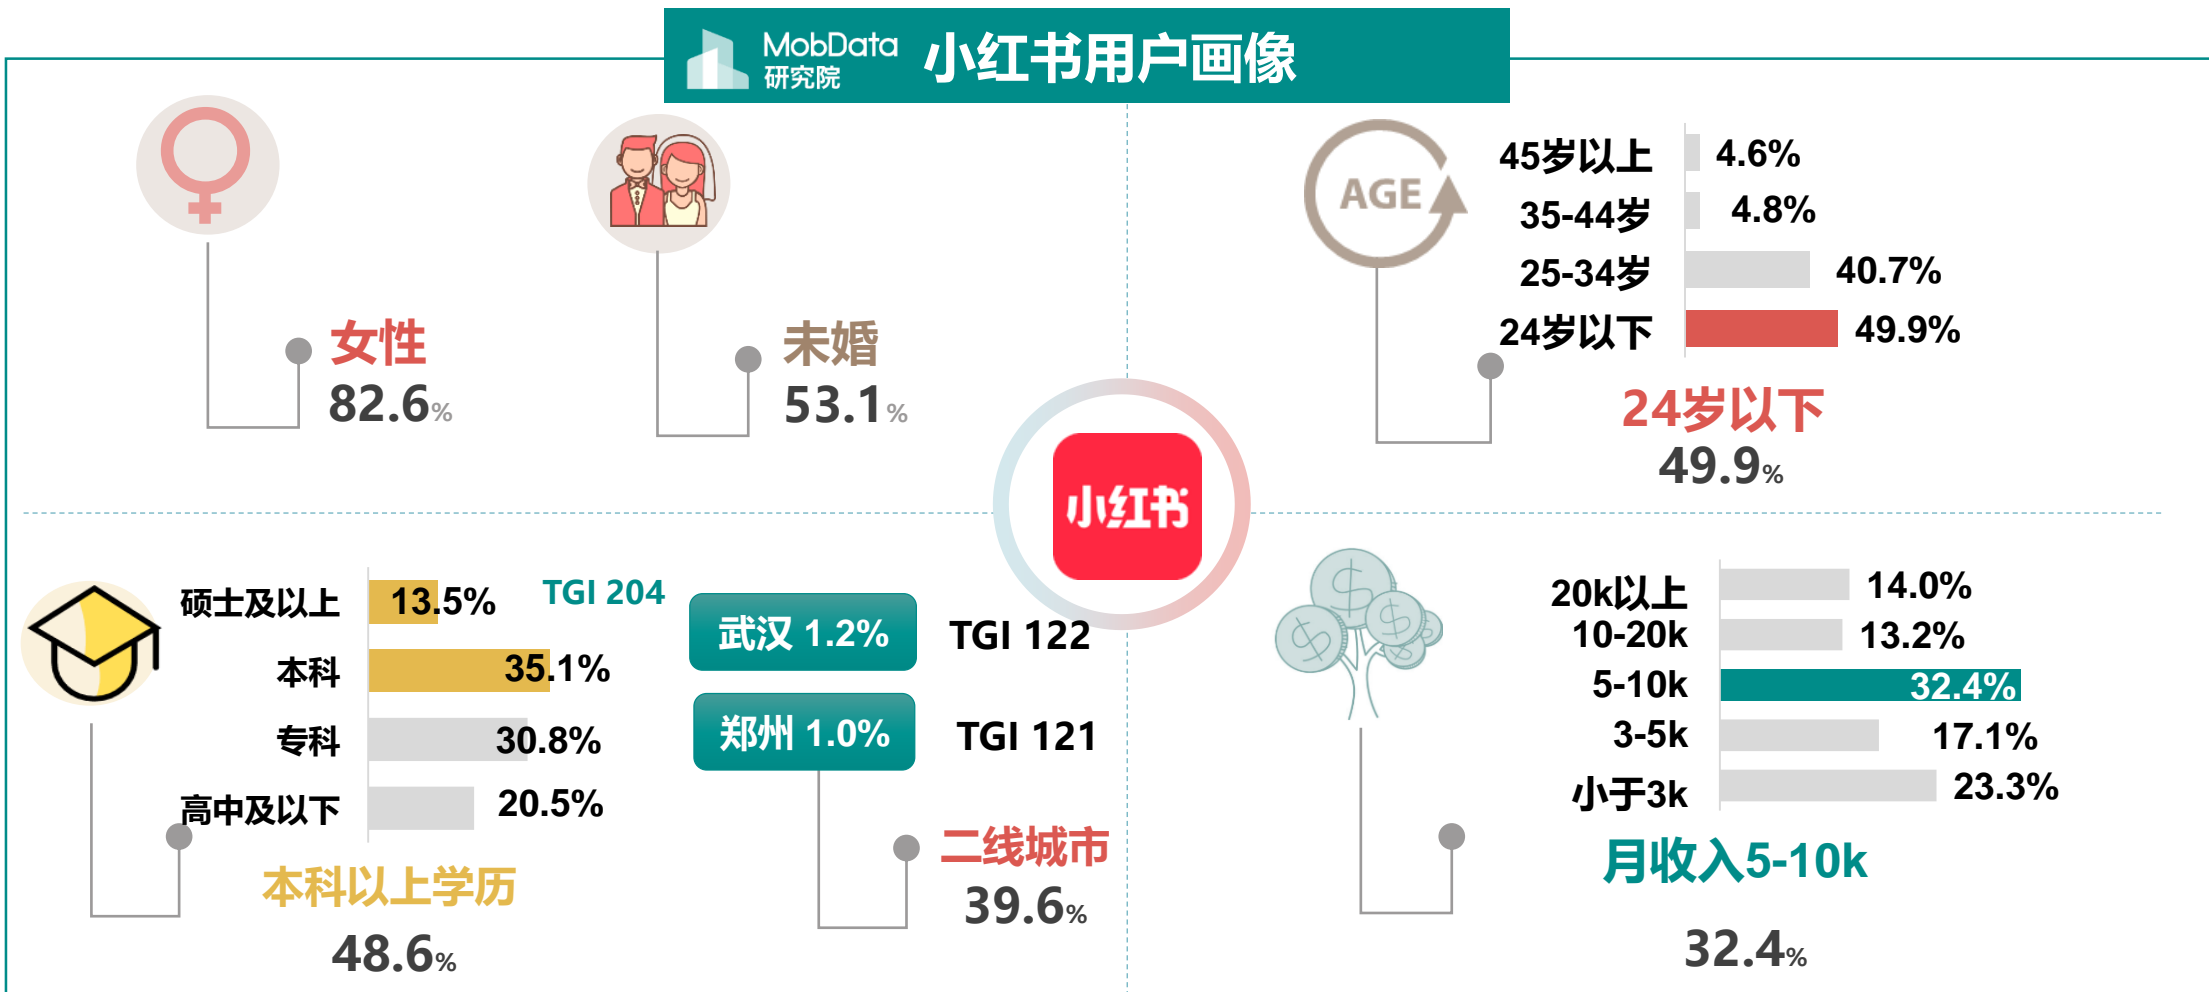 MobData
研究院
小红书用户画像
女性
82.6%
未婚
53.1%
AGE
45岁以上 4.6%
35-44岁 4.8%
25-34岁 40.7%
24岁以下 49.9%
24岁以下
49.9%
小红书
硕士及以上 13.5% TGI 204
本科 35.1%
专科 30.8%
高中及以下 20.5%
本科以上学历
48.6%
武汉 1.2% TGI 122
郑州 1.0% TGI 121
二线城市
39.6%
20k以上 14.0%
10-20k 13.2%
5-10k 32.4%
3-5k 17.1%
小于3k 23.3%
月收入5-10k
32.4%